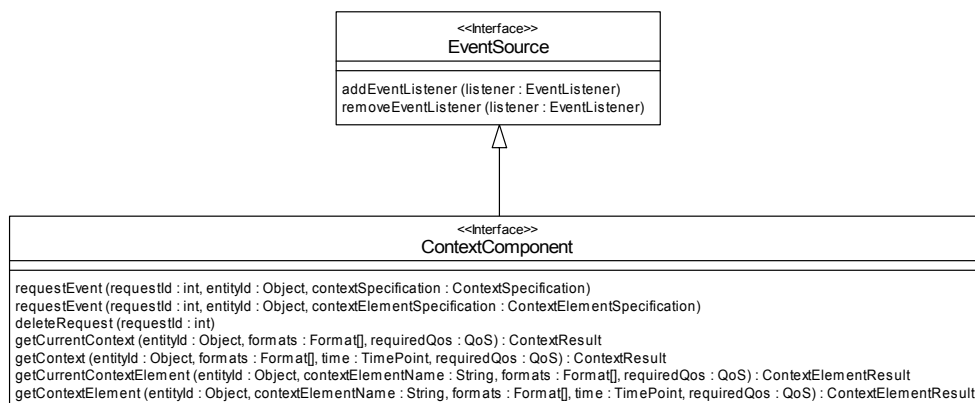 <<Interface>>
EventSource
addEventListener (listener : EventListener)
removeEventListener (listener : EventListener)
<<Interface>>
ContextComponent
requestEvent (requestId : int, entityId : Object, contextSpecification : ContextSpecification)
requestEvent (requestId : int, entityId : Object, contextElementSpecification : ContextElementSpecification)
deleteRequest (requestId : int)
getCurrentContext (entityId : Object, formats : Format[], requiredQos : QoS) : ContextResult
getContext (entityId : Object, formats : Format[], time : TimePoint, requiredQos : QoS) : ContextResult
getCurrentContextElement (entityId : Object, contextElementName : String, formats : Format[], requiredQos : QoS) : ContextElementResult
getContextElement (entityId : Object, contextElementName : String, formats : Format[], time : TimePoint, requiredQos : QoS) : ContextElementResult